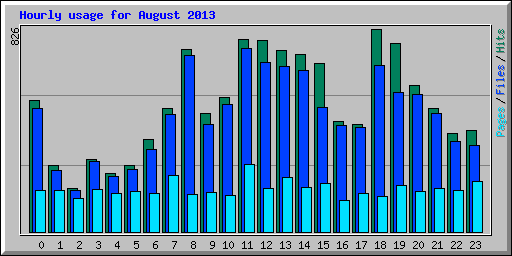 Hourly usage for August 2013
826
Pages / Files / Hits
0 1 2 3 4 5 6 7 8 9 10 11 12 13 14 15 16 17 18 19 20 21 22 23